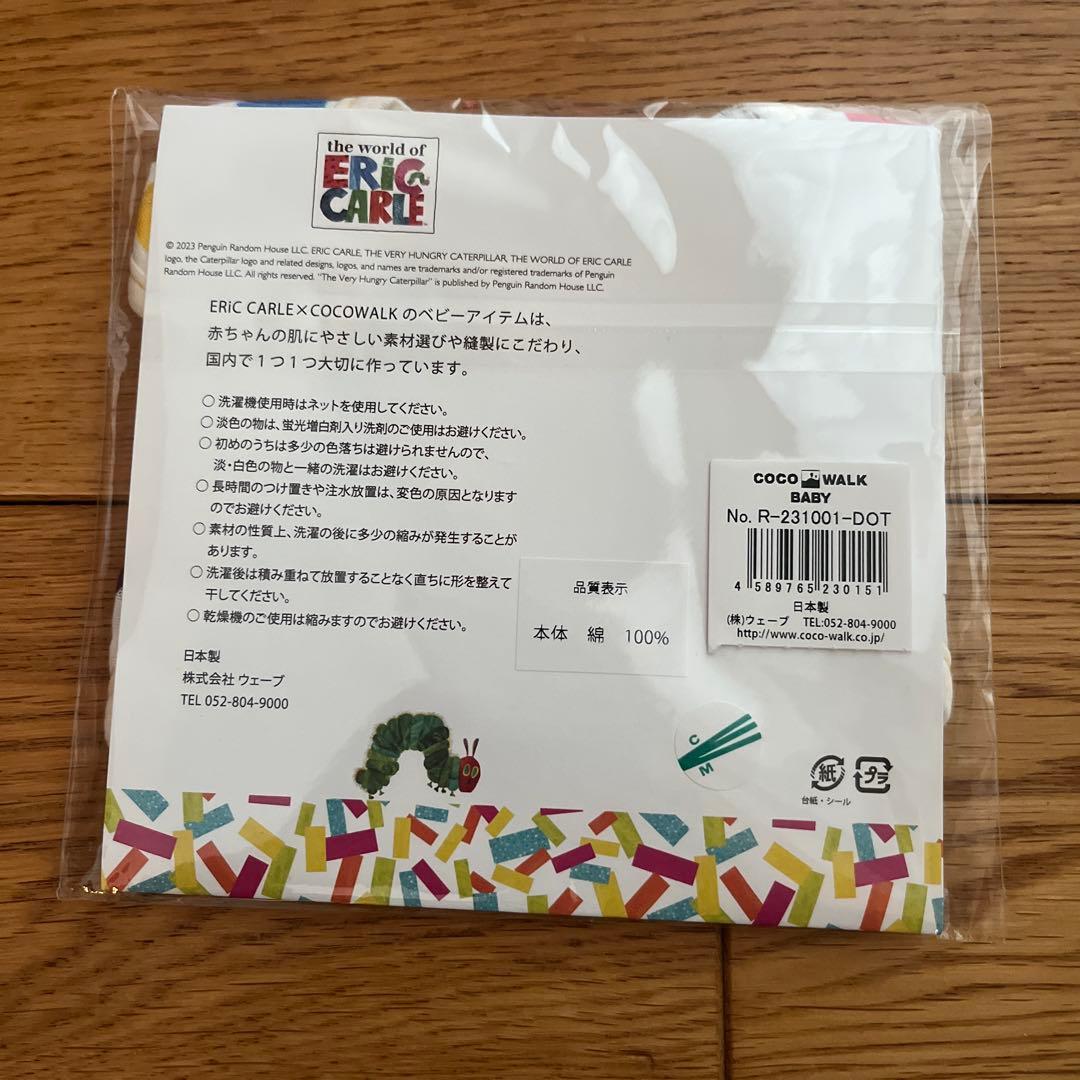 the world of
ERiC
CARLE
© 2023 Penguin Random House LLC. ERIC CARLE, THE VERY HUNGRY CATERPILLAR, THE WORLD OF ERIC CARLE
logo, the Caterpillar logo and related designs, logos, and names are trademarks and/or registered trademarks of Penguin
Random House LLC. All rights reserved. “The Very Hungry Caterpillar” is published by Penguin Random House LLC.
ERiC CARLE×COCOWALK のベビーアイテムは、
赤ちゃんの肌にやさしい素材選びや縫製にこだわり、
国内で1つ1つ大切に作っています。
○ 洗濯機使用時はネットを使用してください。
○ 淡色の物は、蛍光増白剤入り洗剤のご使用はお避けください。
○ 初めのうちは多少の色落ちは避けられませんので、
淡・白色の物と一緒の洗濯はお避けください。
○ 長時間のつけ置きや注水放置は、変色の原因となります
のでお避けください。
○ 素材の性質上、洗濯の後に多少の縮みが発生することが
あります。
○ 洗濯後は積み重ねて放置することなく直ちに形を整えて
干してください。
○ 乾燥機のご使用は縮みますのでお避けください。
日本製
株式会社 ウェーブ
TEL 052-804-9000
品質表示
本体 綿 100%
COCO WALK
BABY
No. R-231001-DOT
4 589765 230151
日本製
(株)ウェーブ TEL:052-804-9000
http://www.coco-walk.co.jp/
C
M
紙
プラ
台紙・シール